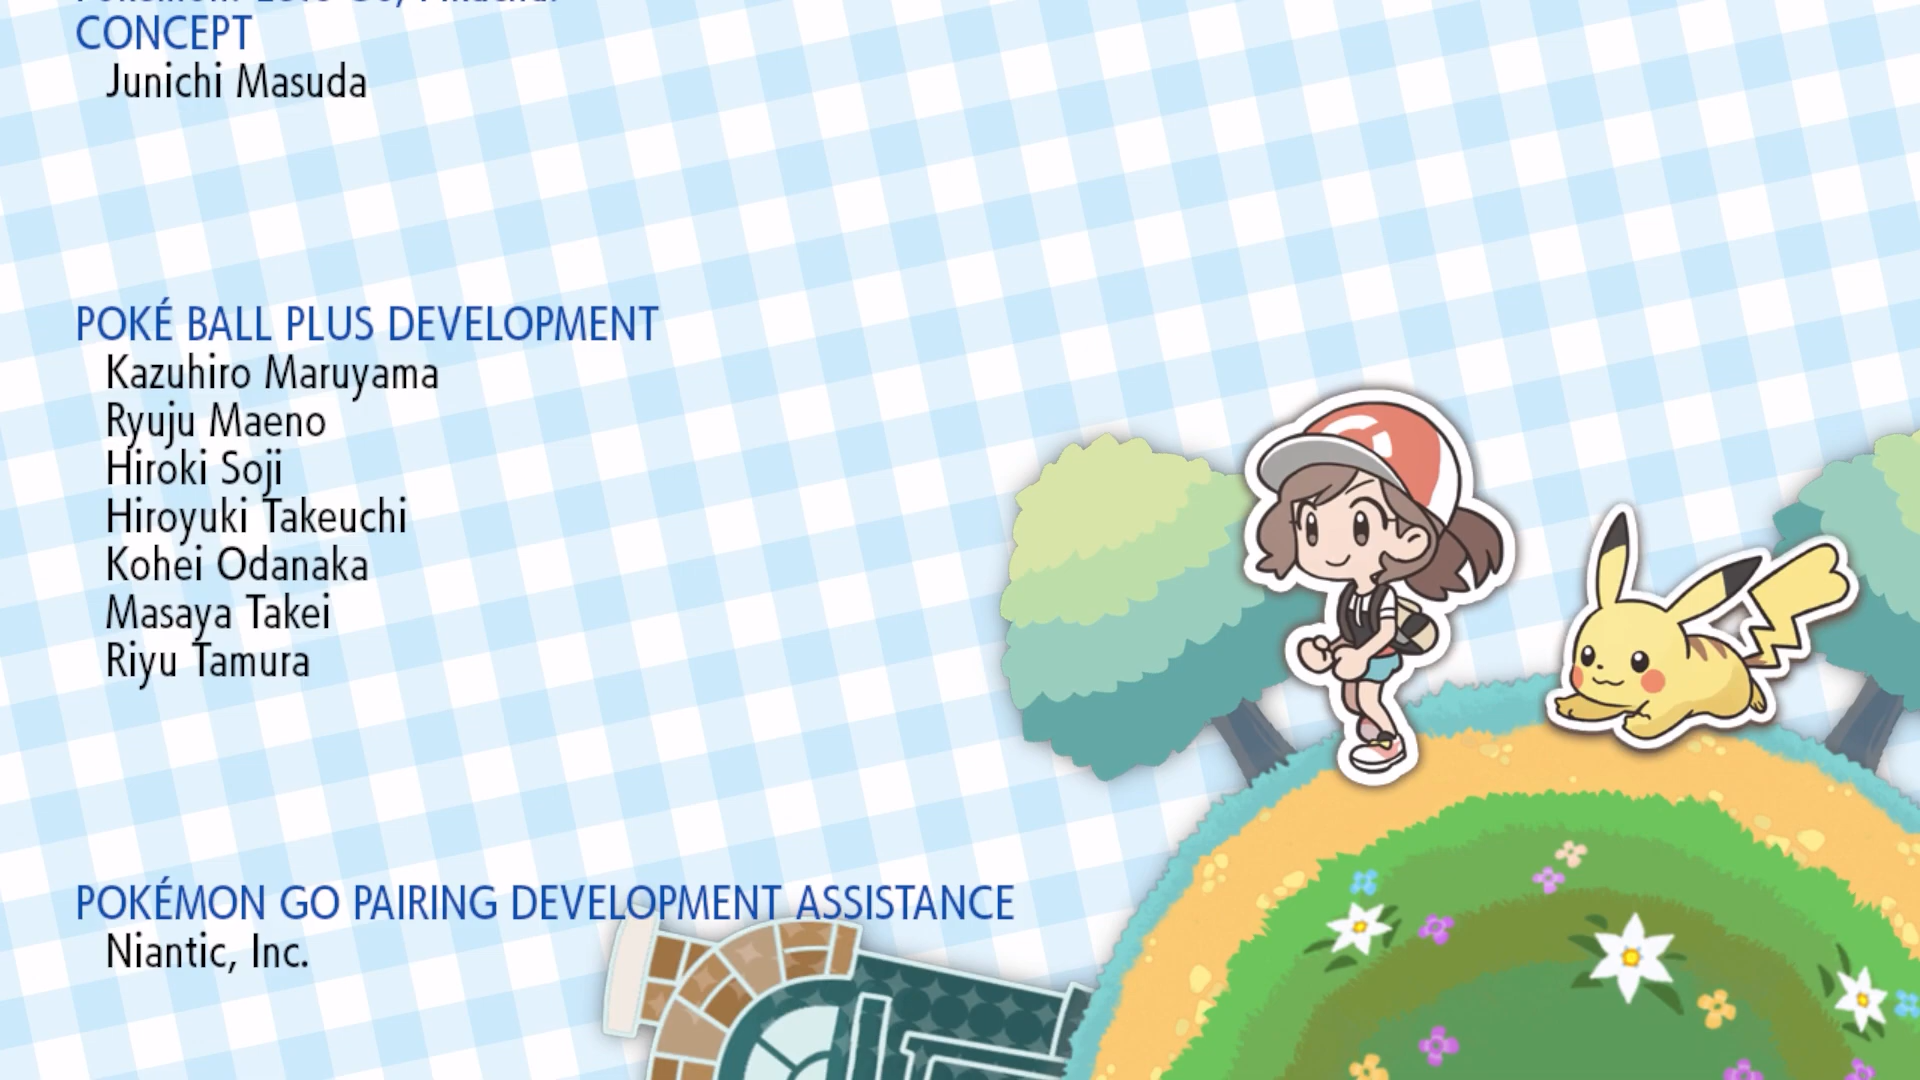 CONCEPT
Junichi Masuda
POKÉ BALL PLUS DEVELOPMENT
Kazuhiro Maruyama
Ryuju Maeno
Hiroki Soji
Hiroyuki Takeuchi
Kohei Odanaka
Masaya Takei
Riyu Tamura
POKÉMON GO PAIRING DEVELOPMENT ASSISTANCE
Niantic, Inc.